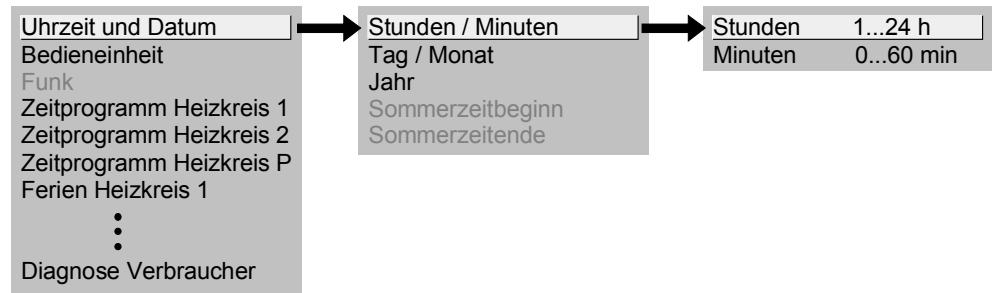 Uhrzeit und Datum
Bedieneinheit
Funk
Zeitprogramm Heizkreis 1
Zeitprogramm Heizkreis 2
Zeitprogramm Heizkreis P
Ferien Heizkreis 1
Diagnose Verbraucher
Stunden / Minuten
Tag / Monat
Jahr
Sommerzeitbeginn
Sommerzeitende
Stunden 1...24 h
Minuten 0...60 min